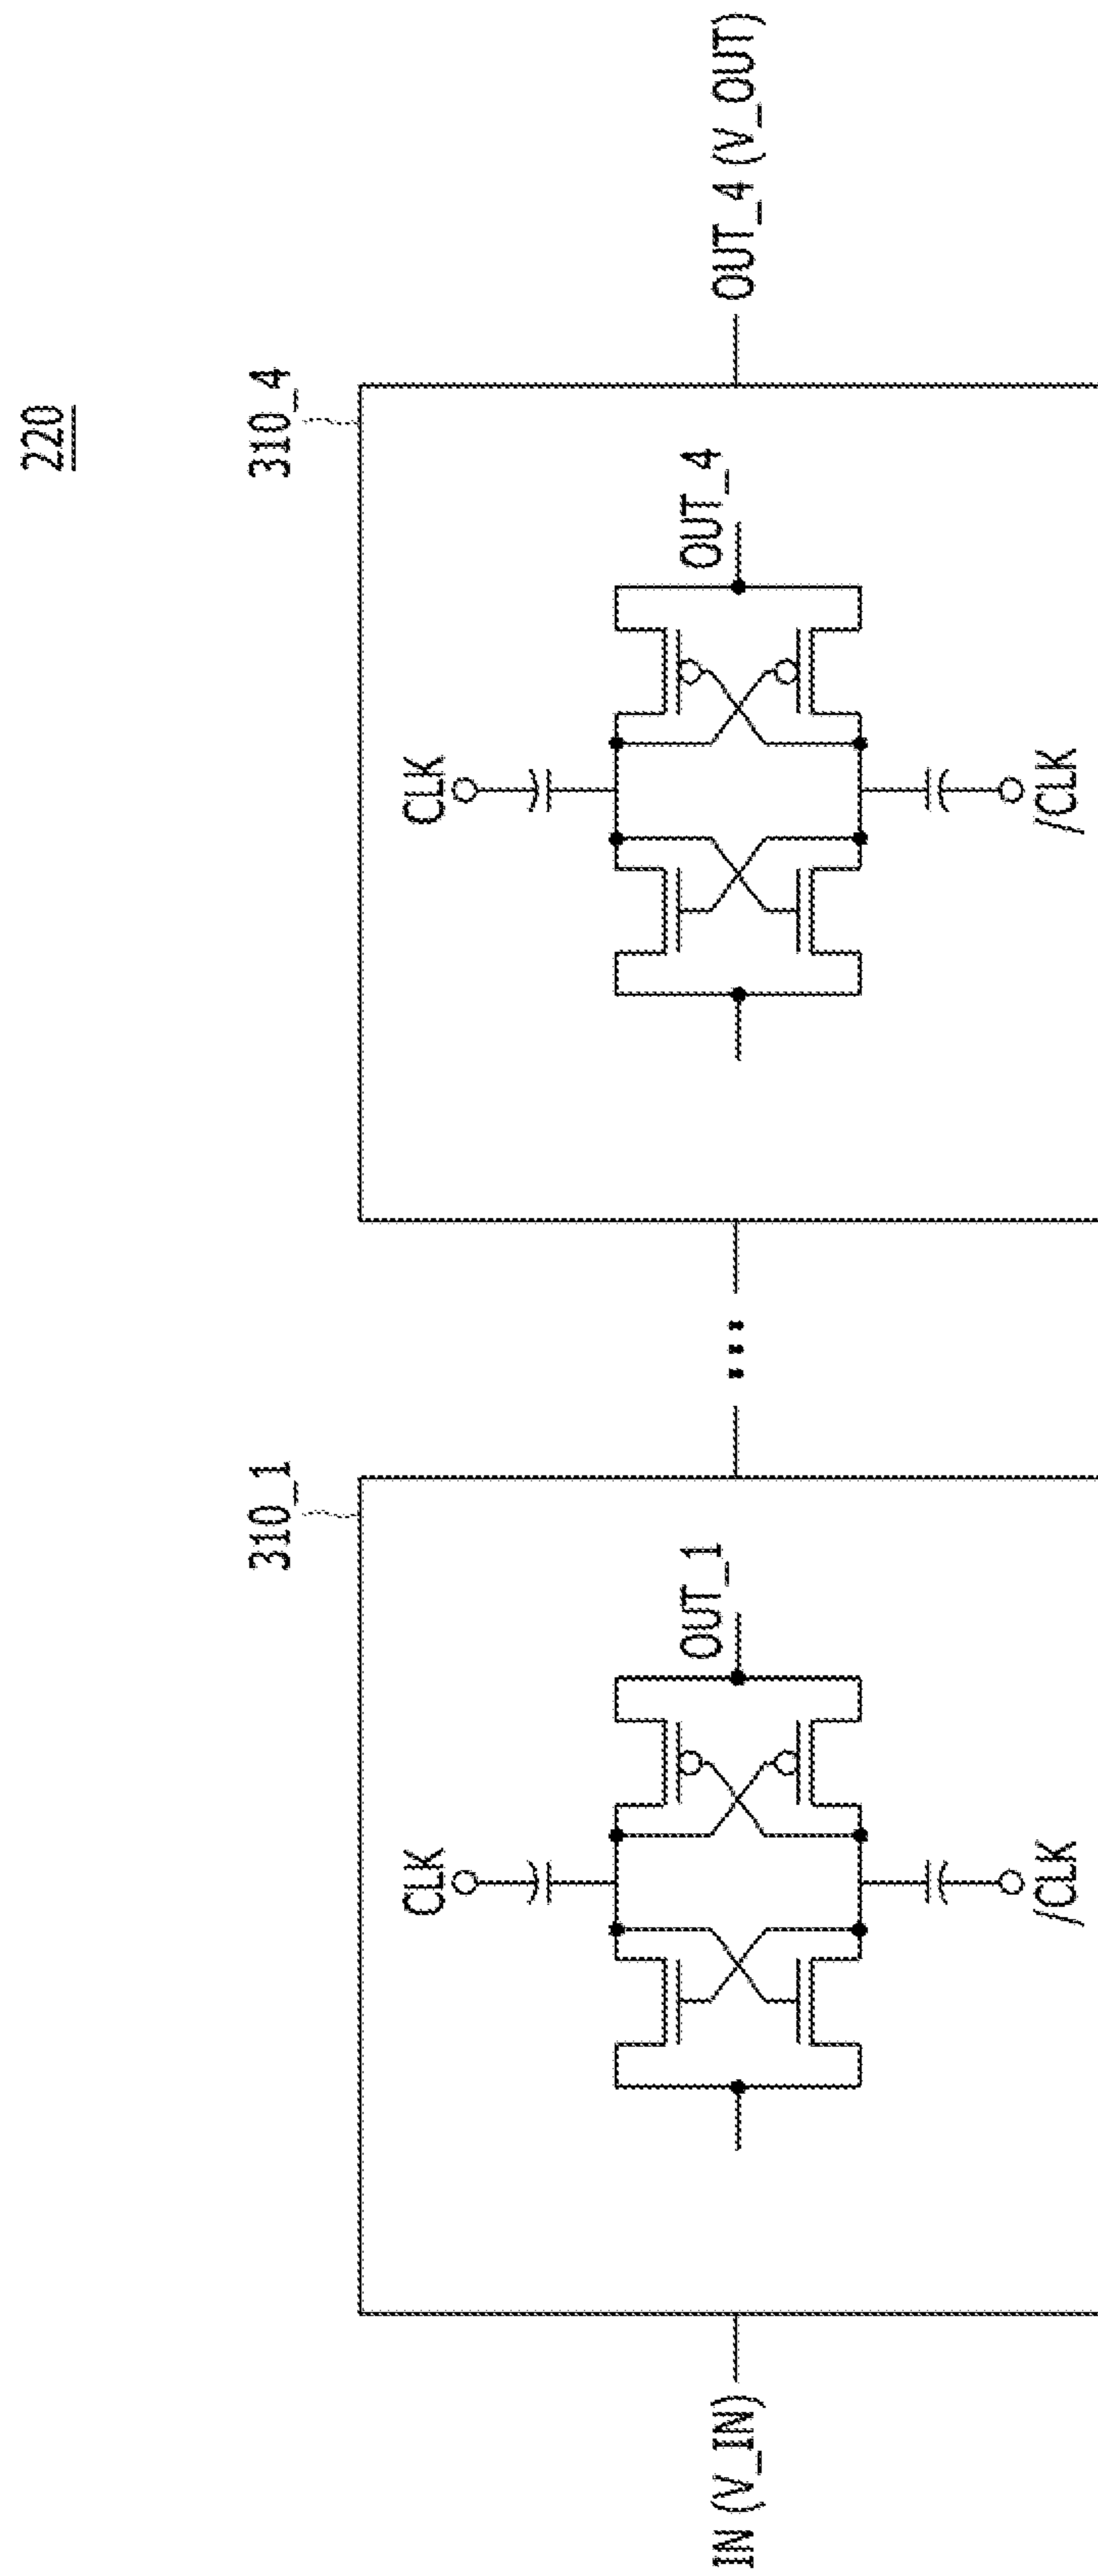 220
310_1
310_4
CLK
CLK
IN (V_IN)
OUT_1
OUT_4
OUT_4 (V_OUT)
/CLK
/CLK